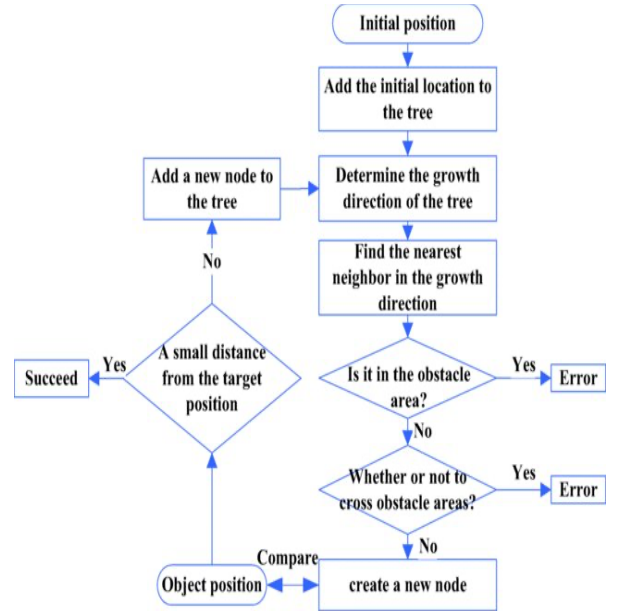 Initial position
Add the initial location to
the tree
Add a new node to
the tree
Determine the growth
direction of the tree
No
Find the nearest
neighbor in the growth
direction
Succeed
Yes
A small distance
from the target
position
Is it in the obstacle
area?
Yes
Error
No
Whether or not to
cross obstacle areas?
Yes
Error
No
Compare
Object position
create a new node